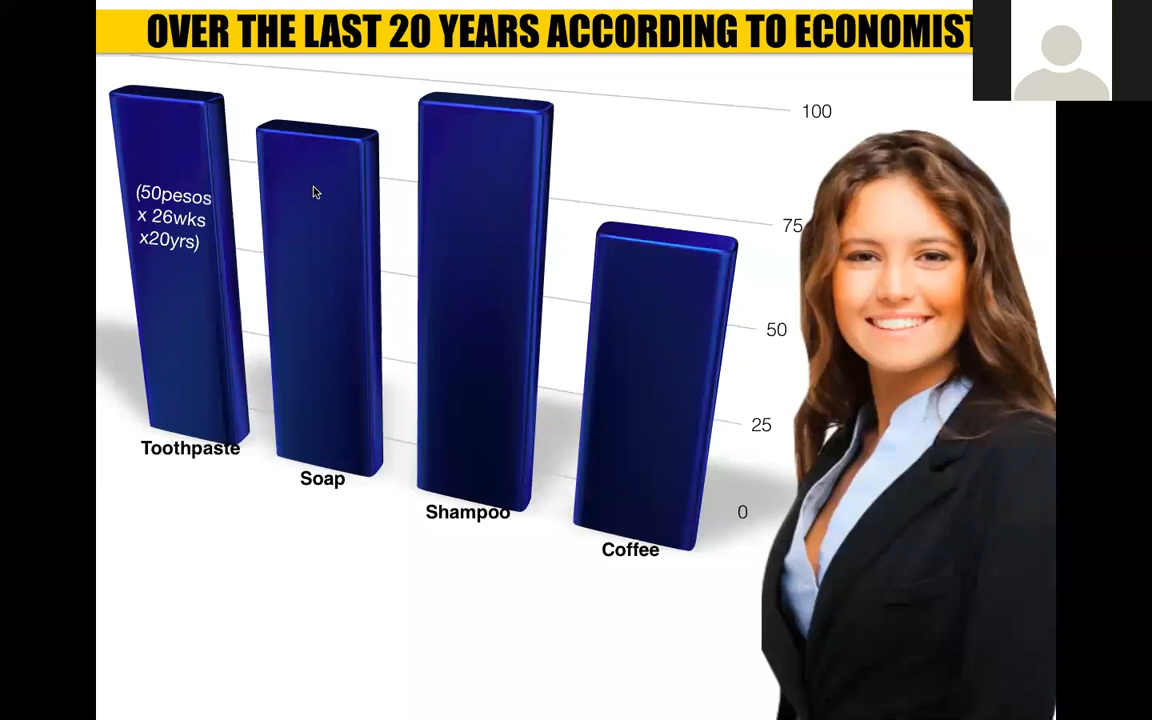 OVER THE LAST 20 YEARS ACCORDING TO ECONOMIST
100
75
50
25
0
(50pesos
x 26wks
x20yrs)
Toothpaste
Soap
Shampoo
Coffee